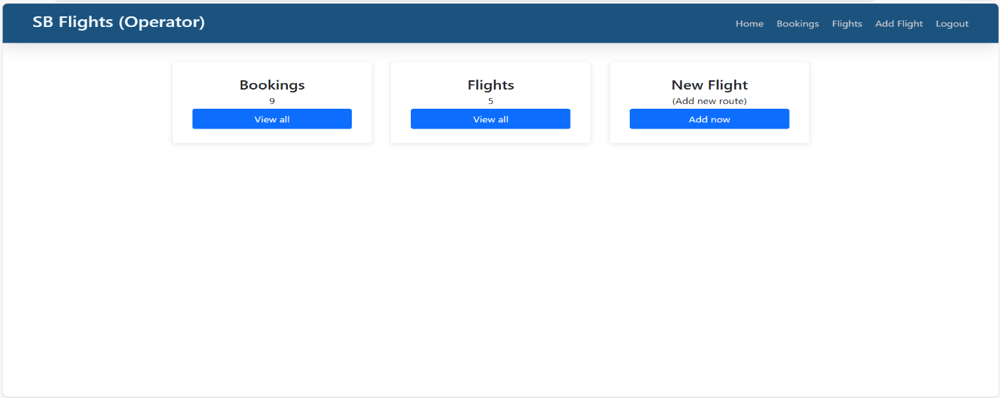 SB Flights (Operator)
Home Bookings Flights Add Flight Logout
Bookings
9
View all
Flights
5
View all
New Flight
(Add new route)
Add now